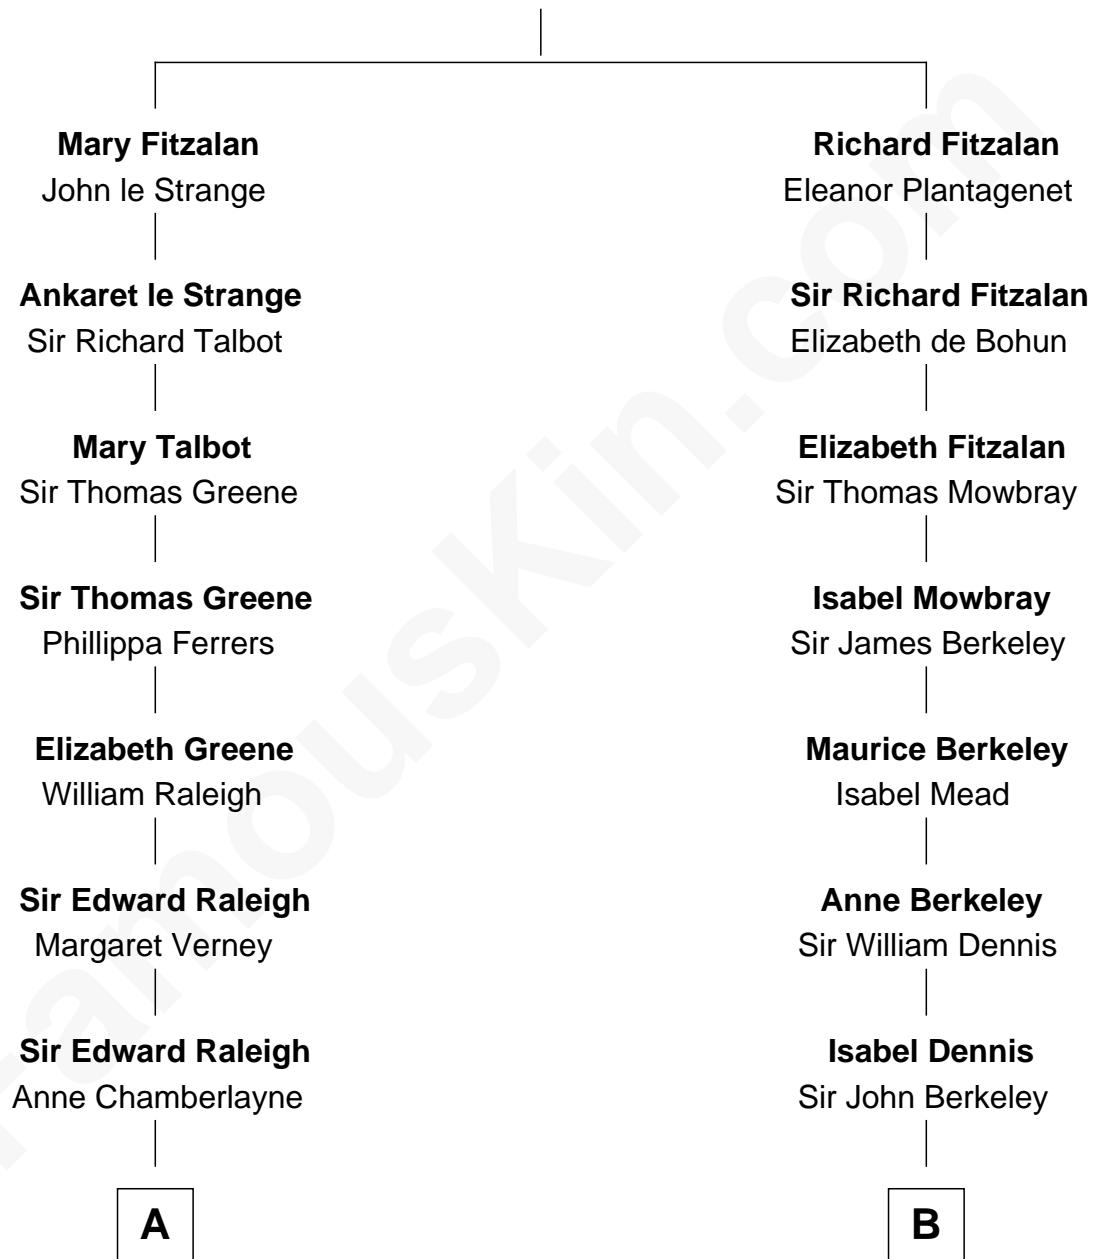 Mary Fitzalan
John le Strange
Ankaret le Strange
Sir Richard Talbot
Mary Talbot
Sir Thomas Greene
Sir Thomas Greene
Phillippa Ferrers
Elizabeth Greene
William Raleigh
Sir Edward Raleigh
Margaret Verney
Sir Edward Raleigh
Anne Chamberlayne
A
Richard Fitzalan
Eleanor Plantagenet
Sir Richard Fitzalan
Elizabeth de Bohun
Elizabeth Fitzalan
Sir Thomas Mowbray
Isabel Mowbray
Sir James Berkeley
Maurice Berkeley
Isabel Mead
Anne Berkeley
Sir William Dennis
Isabel Dennis
Sir John Berkeley
B
FamousKin.com